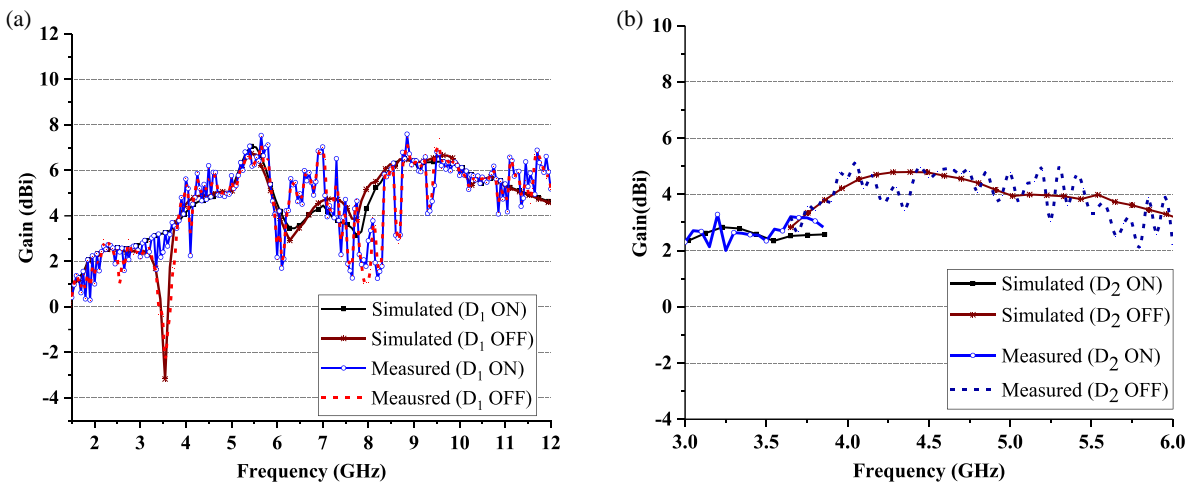 (a)
12
10
8
6
4
2
0
-2
-4
Gain (dBi)
2 3 4 5 6 7 8 9 10 11 12
Frequency (GHz)
Simulated (D1 ON)
Simulated (D1 OFF)
Measured (D1 ON)
Meausred (D1 OFF)
(b)
10
8
6
4
2
0
-2
-4
Gain(dBi)
3.0 3.5 4.0 4.5 5.0 5.5 6.0
Frequency (GHz)
Simulated (D2 ON)
Simulated (D2 OFF)
Measured (D2 ON)
Measured (D2 OFF)